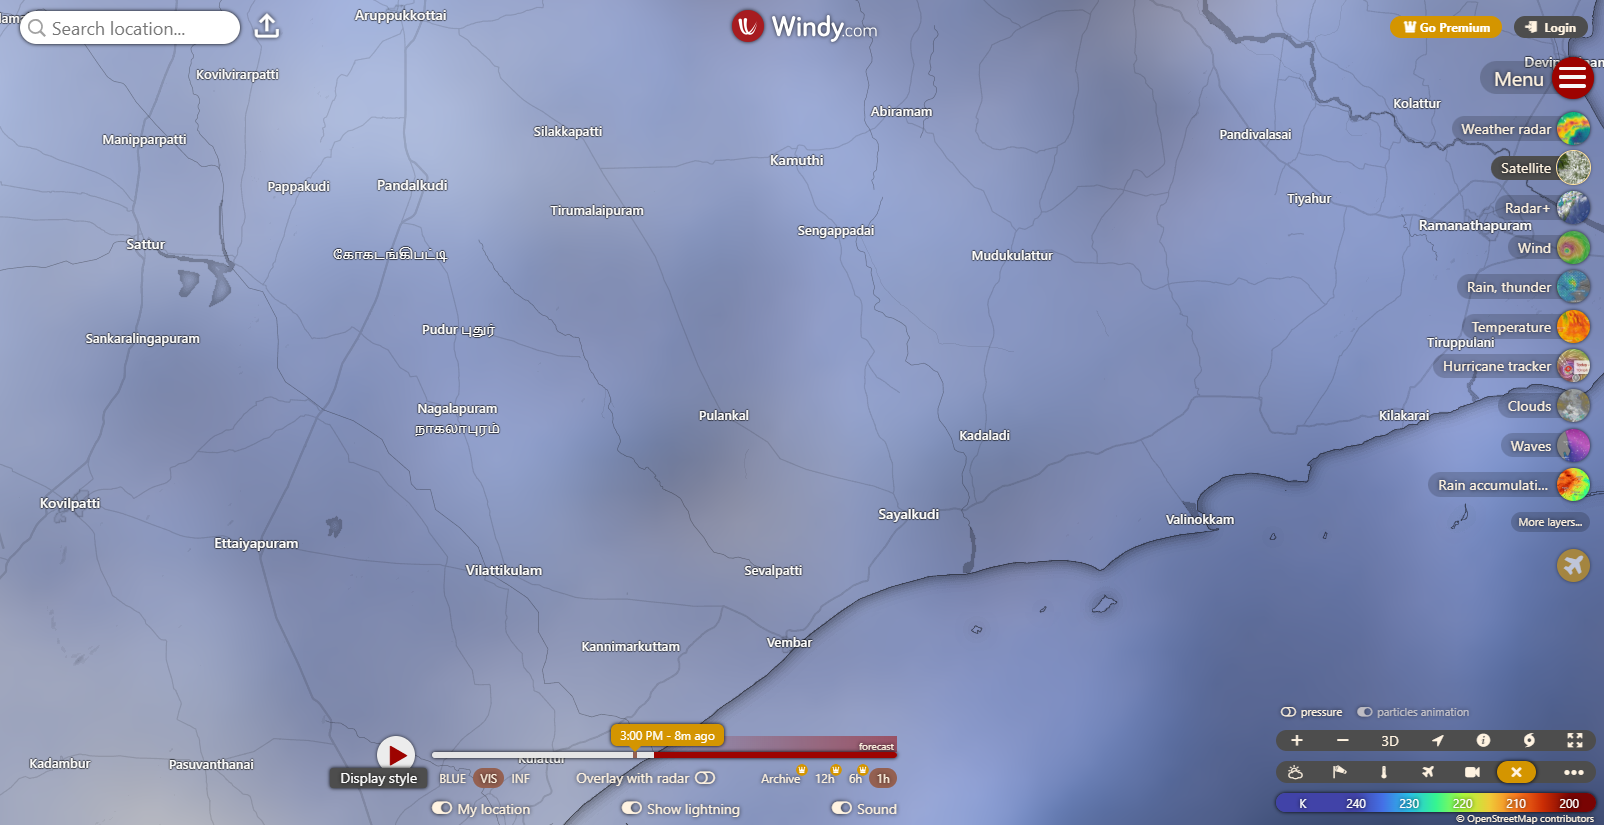 Search location...
Aruppukkottai
Windy.com
Go Premium
Login
Kovilvirarpatti
Menu
Kolattur
Abiramam
Silakkapatti
Pandivalasai
Manipparpatti
Weather radar
Kamuthi
Satellite
Pappakudi
Pandalkudi
Tiyahur
Tirumalaipuram
Radar+
Ramanathapuram
Sengappadai
Sattur
Wind
கோகடங்கிபட்டி
Mudukulattur
Rain, thunder
Pudur புதூர்
Temperature
Sankaralingapuram
Tiruppulani
Hurricane tracker
Nagalapuram
நாகலாபுரம்
Pulankal
Clouds
Kilakarai
Kadaladi
Waves
Rain accumulati...
Kovilpatti
Sayalkudi
Valinokkam
More layers...
Ettaiyapuram
Vilattikulam
Sevalpatti
Kannimarkuttam
Vembar
pressure
particles animation
3:00 PM - 8m ago
forecast
3D
Kadambur
Pasuvanthanai
Kulattur
Display style
BLUE VIS INF
Overlay with radar
Archive 12h 6h 1h
My location
Show lightning
Sound
K 240 230 220 210 200
© OpenStreetMap contributors